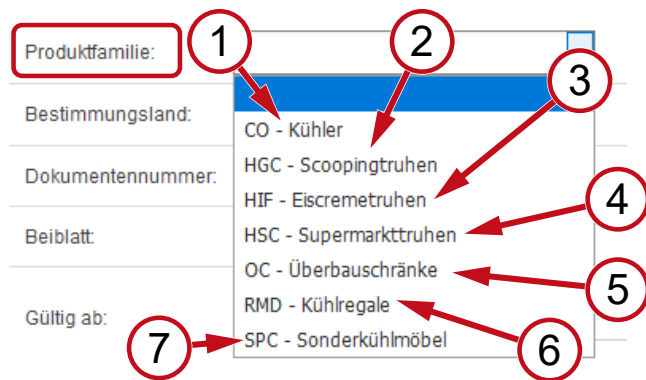 1
2
Produktfamilie:
3
Bestimmungsland:
CO - Kühler
HGC - Scoopingtruhen
Dokumentennummer:
HIF - Eiscremetruhen
4
Beiblatt:
HSC - Supermarkttruhen
OC - Überbauschränke
5
Gültig ab:
RMD - Kühlregale
7
SPC - Sonderkühlmöbel
6